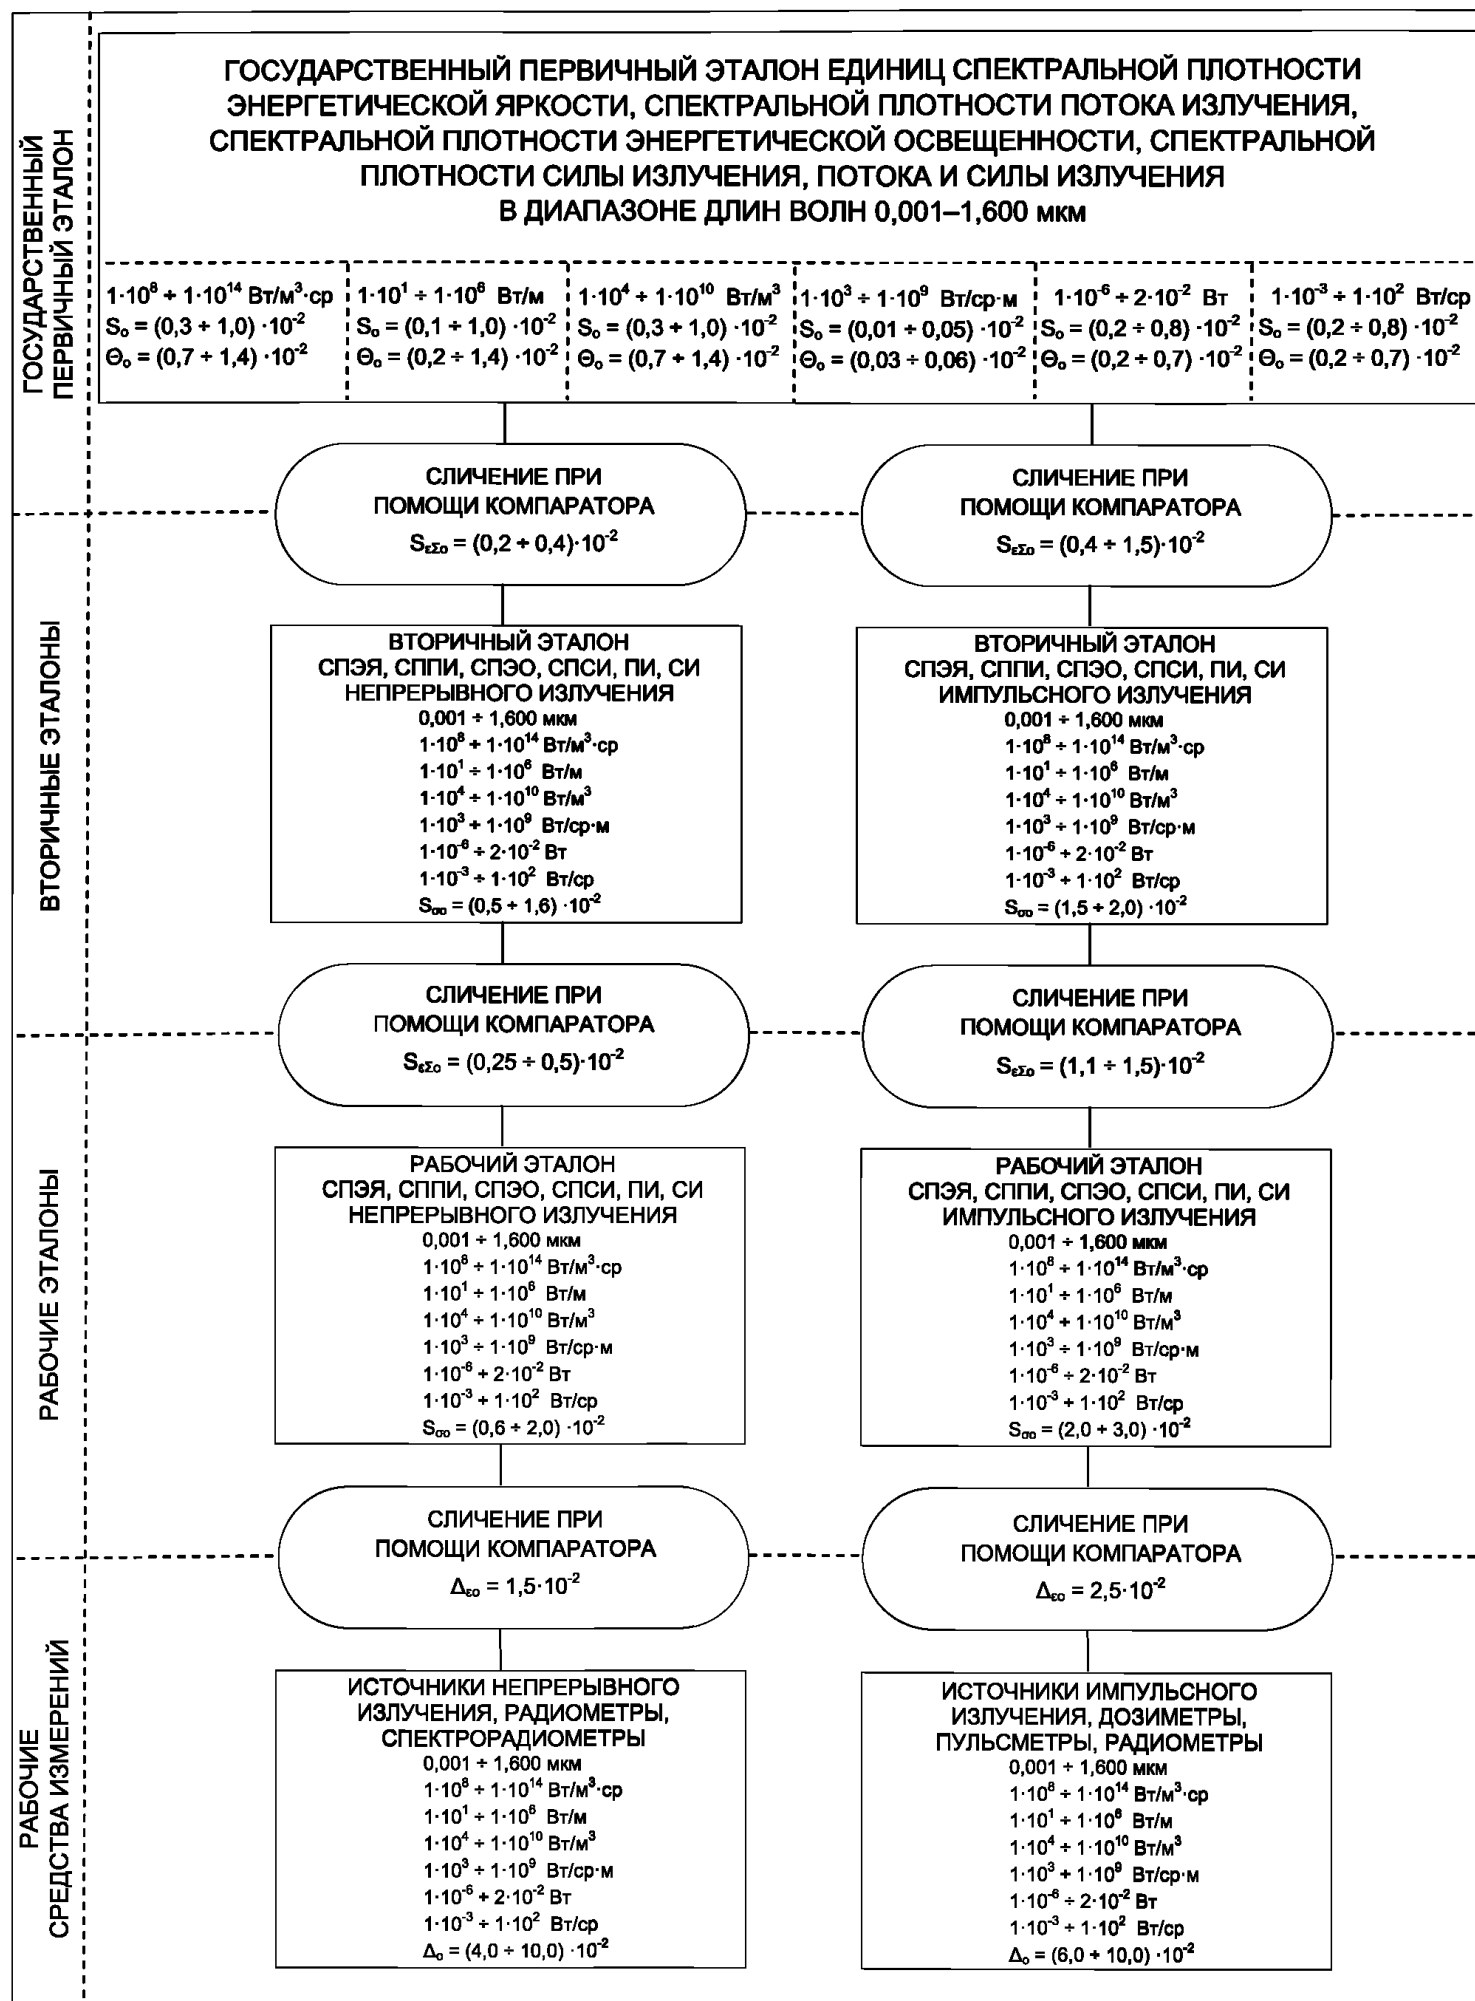 ГОСУДАРСТВЕННЫЙ
ПЕРВИЧНЫЙ ЭТАЛОН
ГОСУДАРСТВЕННЫЙ ПЕРВИЧНЫЙ ЭТАЛОН ЕДИНИЦ СПЕКТРАЛЬНОЙ ПЛОТНОСТИ
ЭНЕРГЕТИЧЕСКОЙ ЯРКОСТИ, СПЕКТРАЛЬНОЙ ПЛОТНОСТИ ПОТОКА ИЗЛУЧЕНИЯ,
СПЕКТРАЛЬНОЙ ПЛОТНОСТИ ЭНЕРГЕТИЧЕСКОЙ ОСВЕЩЕННОСТИ, СПЕКТРАЛЬНОЙ
ПЛОТНОСТИ СИЛЫ ИЗЛУЧЕНИЯ, ПОТОКА И СИЛЫ ИЗЛУЧЕНИЯ
В ДИАПАЗОНЕ ДЛИН ВОЛН 0,001–1,600 мкм
1·10⁸ ÷ 1·10¹⁴ Вт/м³·ср
Sₒ = (0,3 ÷ 1,0) ·10⁻²
Θₒ = (0,7 ÷ 1,4) ·10⁻²
1·10¹ ÷ 1·10⁶ Вт/м
Sₒ = (0,1 ÷ 1,0) ·10⁻²
Θₒ = (0,2 ÷ 1,4) ·10⁻²
1·10⁴ ÷ 1·10¹⁰ Вт/м³
Sₒ = (0,3 ÷ 1,0) ·10⁻²
Θₒ = (0,7 ÷ 1,4) ·10⁻²
1·10³ ÷ 1·10⁹ Вт/ср·м
Sₒ = (0,01 ÷ 0,05) ·10⁻²
Θₒ = (0,03 ÷ 0,06) ·10⁻²
1·10⁻⁶ ÷ 2·10⁻² Вт
Sₒ = (0,2 ÷ 0,8) ·10⁻²
Θₒ = (0,2 ÷ 0,7) ·10⁻²
1·10⁻³ ÷ 1·10² Вт/ср
Sₒ = (0,2 ÷ 0,8) ·10⁻²
Θₒ = (0,2 ÷ 0,7) ·10⁻²
СЛИЧЕНИЕ ПРИ
ПОМОЩИ КОМПАРАТОРА
SεΣₒ = (0,2 ÷ 0,4)·10⁻²
СЛИЧЕНИЕ ПРИ
ПОМОЩИ КОМПАРАТОРА
SεΣₒ = (0,4 ÷ 1,5)·10⁻²
ВТОРИЧНЫЕ ЭТАЛОНЫ
ВТОРИЧНЫЙ ЭТАЛОН
СПЭЯ, СППИ, СПЭО, СПСИ, ПИ, СИ
НЕПРЕРЫВНОГО ИЗЛУЧЕНИЯ
0,001 ÷ 1,600 мкм
1·10⁸ ÷ 1·10¹⁴ Вт/м³·ср
1·10¹ ÷ 1·10⁶ Вт/м
1·10⁴ ÷ 1·10¹⁰ Вт/м³
1·10³ ÷ 1·10⁹ Вт/ср·м
1·10⁻⁶ ÷ 2·10⁻² Вт
1·10⁻³ ÷ 1·10² Вт/ср
Sσₒ = (0,5 ÷ 1,6) ·10⁻²
ВТОРИЧНЫЙ ЭТАЛОН
СПЭЯ, СППИ, СПЭО, СПСИ, ПИ, СИ
ИМПУЛЬСНОГО ИЗЛУЧЕНИЯ
0,001 ÷ 1,600 мкм
1·10⁸ ÷ 1·10¹⁴ Вт/м³·ср
1·10¹ ÷ 1·10⁶ Вт/м
1·10⁴ ÷ 1·10¹⁰ Вт/м³
1·10³ ÷ 1·10⁹ Вт/ср·м
1·10⁻⁶ ÷ 2·10⁻² Вт
1·10⁻³ ÷ 1·10² Вт/ср
Sσₒ = (1,5 ÷ 2,0) ·10⁻²
СЛИЧЕНИЕ ПРИ
ПОМОЩИ КОМПАРАТОРА
SεΣₒ = (0,25 ÷ 0,5)·10⁻²
СЛИЧЕНИЕ ПРИ
ПОМОЩИ КОМПАРАТОРА
SεΣₒ = (1,1 ÷ 1,5)·10⁻²
РАБОЧИЕ ЭТАЛОНЫ
РАБОЧИЙ ЭТАЛОН
СПЭЯ, СППИ, СПЭО, СПСИ, ПИ, СИ
НЕПРЕРЫВНОГО ИЗЛУЧЕНИЯ
0,001 ÷ 1,600 мкм
1·10⁸ ÷ 1·10¹⁴ Вт/м³·ср
1·10¹ ÷ 1·10⁶ Вт/м
1·10⁴ ÷ 1·10¹⁰ Вт/м³
1·10³ ÷ 1·10⁹ Вт/ср·м
1·10⁻⁶ ÷ 2·10⁻² Вт
1·10⁻³ ÷ 1·10² Вт/ср
Sσₒ = (0,6 ÷ 2,0) ·10⁻²
РАБОЧИЙ ЭТАЛОН
СПЭЯ, СППИ, СПЭО, СПСИ, ПИ, СИ
ИМПУЛЬСНОГО ИЗЛУЧЕНИЯ
0,001 ÷ 1,600 мкм
1·10⁸ ÷ 1·10¹⁴ Вт/м³·ср
1·10¹ ÷ 1·10⁶ Вт/м
1·10⁴ ÷ 1·10¹⁰ Вт/м³
1·10³ ÷ 1·10⁹ Вт/ср·м
1·10⁻⁶ ÷ 2·10⁻² Вт
1·10⁻³ ÷ 1·10² Вт/ср
Sσₒ = (2,0 ÷ 3,0) ·10⁻²
СЛИЧЕНИЕ ПРИ
ПОМОЩИ КОМПАРАТОРА
Δεₒ = 1,5·10⁻²
СЛИЧЕНИЕ ПРИ
ПОМОЩИ КОМПАРАТОРА
Δεₒ = 2,5·10⁻²
РАБОЧИЕ
СРЕДСТВА ИЗМЕРЕНИЙ
ИСТОЧНИКИ НЕПРЕРЫВНОГО
ИЗЛУЧЕНИЯ, РАДИОМЕТРЫ,
СПЕКТРОРАДИОМЕТРЫ
0,001 ÷ 1,600 мкм
1·10⁸ ÷ 1·10¹⁴ Вт/м³·ср
1·10¹ ÷ 1·10⁶ Вт/м
1·10⁴ ÷ 1·10¹⁰ Вт/м³
1·10³ ÷ 1·10⁹ Вт/ср·м
1·10⁻⁶ ÷ 2·10⁻² Вт
1·10⁻³ ÷ 1·10² Вт/ср
Δₒ = (4,0 ÷ 10,0) ·10⁻²
ИСТОЧНИКИ ИМПУЛЬСНОГО
ИЗЛУЧЕНИЯ, ДОЗИМЕТРЫ,
ПУЛЬСМЕТРЫ, РАДИОМЕТРЫ
0,001 ÷ 1,600 мкм
1·10⁸ ÷ 1·10¹⁴ Вт/м³·ср
1·10¹ ÷ 1·10⁶ Вт/м
1·10⁴ ÷ 1·10¹⁰ Вт/м³
1·10³ ÷ 1·10⁹ Вт/ср·м
1·10⁻⁶ ÷ 2·10⁻² Вт
1·10⁻³ ÷ 1·10² Вт/ср
Δₒ = (6,0 ÷ 10,0) ·10⁻²